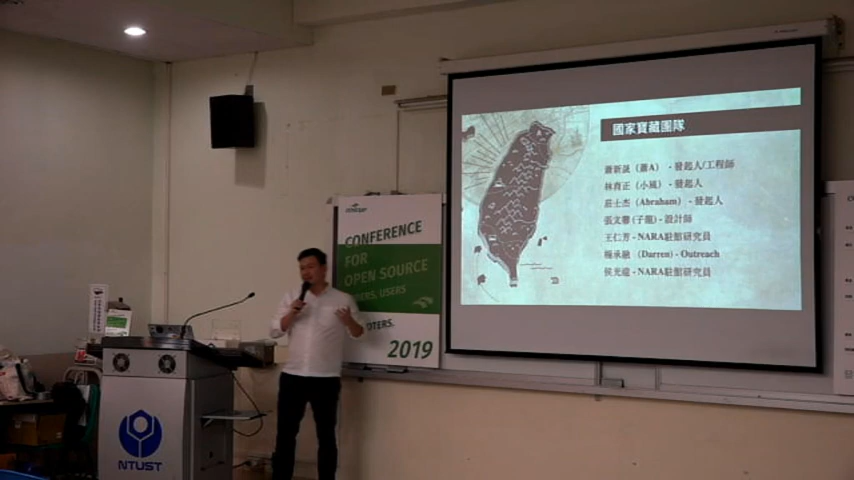 國家寶藏團隊
蕭新晟（蕭A） - 發起人/工程師
林育正（小風） - 發起人
莊士杰（Abraham） - 發起人
張文馨(子龍) - 設計師
王仁芳 - NARA駐館研究員
楊承融 （Darren) - Outreach
侯光遠 - NARA駐館研究員
CONFERENCE
FOR
OPEN SOURCE
USERS
2019
NTUST